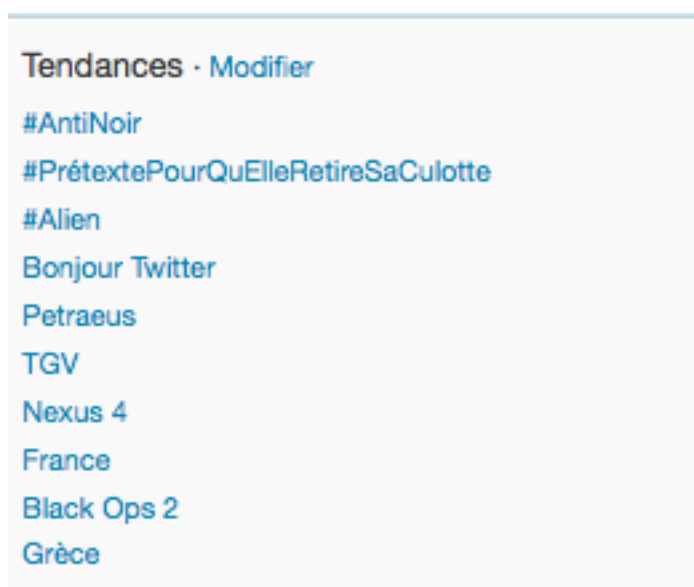 Tendances · Modifier
#AntiNoir
#PrétextePourQuElleRetireSaCulotte
#Alien
Bonjour Twitter
Petraeus
TGV
Nexus 4
France
Black Ops 2
Grèce